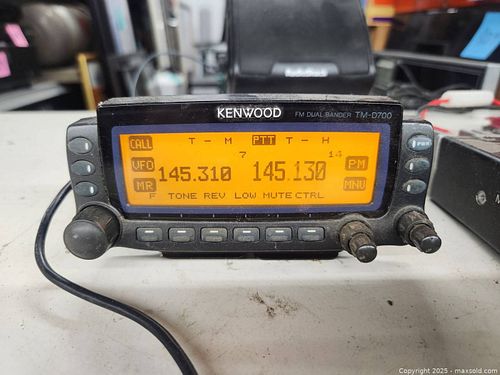 KENWOOD FM DUAL BANDER TM-D700
CALL T - M PTT T - H
VFO 7 14 PM
145.310 145.130
MR MNU
F TONE REV LOW MUTE CTRL
PWR
Copyright © 2025 - maxsold.com